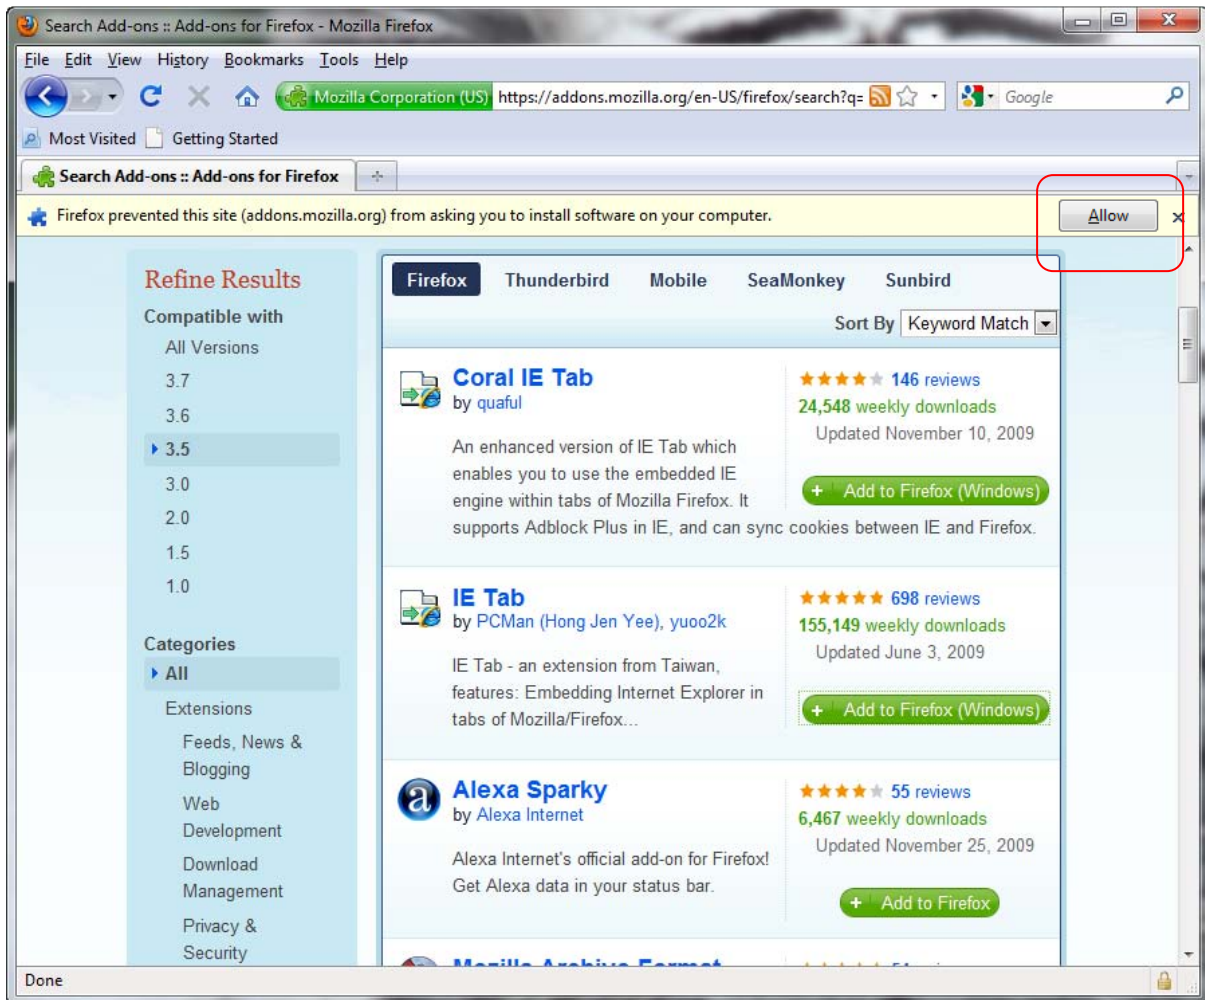 Search Add-ons :: Add-ons for Firefox - Mozilla Firefox
File Edit View History Bookmarks Tools Help
Mozilla Corporation (US) https://addons.mozilla.org/en-US/firefox/search?q= Google
Most Visited Getting Started
Search Add-ons :: Add-ons for Firefox
Firefox prevented this site (addons.mozilla.org) from asking you to install software on your computer. Allow
Refine Results
Compatible with
All Versions
3.7
3.6
3.5
3.0
2.0
1.5
1.0
Categories
All
Extensions
Feeds, News &
Blogging
Web
Development
Download
Management
Privacy &
Security
Firefox Thunderbird Mobile SeaMonkey Sunbird
Sort By Keyword Match
Coral IE Tab
by quaful
An enhanced version of IE Tab which
enables you to use the embedded IE
engine within tabs of Mozilla Firefox. It
supports Adblock Plus in IE, and can sync cookies between IE and Firefox.
146 reviews
24,548 weekly downloads
Updated November 10, 2009
+ Add to Firefox (Windows)
IE Tab
by PCMan (Hong Jen Yee), yuoo2k
IE Tab - an extension from Taiwan,
features: Embedding Internet Explorer in
tabs of Mozilla/Firefox...
698 reviews
155,149 weekly downloads
Updated June 3, 2009
+ Add to Firefox (Windows)
a
Alexa Sparky
by Alexa Internet
Alexa Internet's official add-on for Firefox!
Get Alexa data in your status bar.
55 reviews
6,467 weekly downloads
Updated November 25, 2009
+ Add to Firefox
Mozilla Archive Format
Done